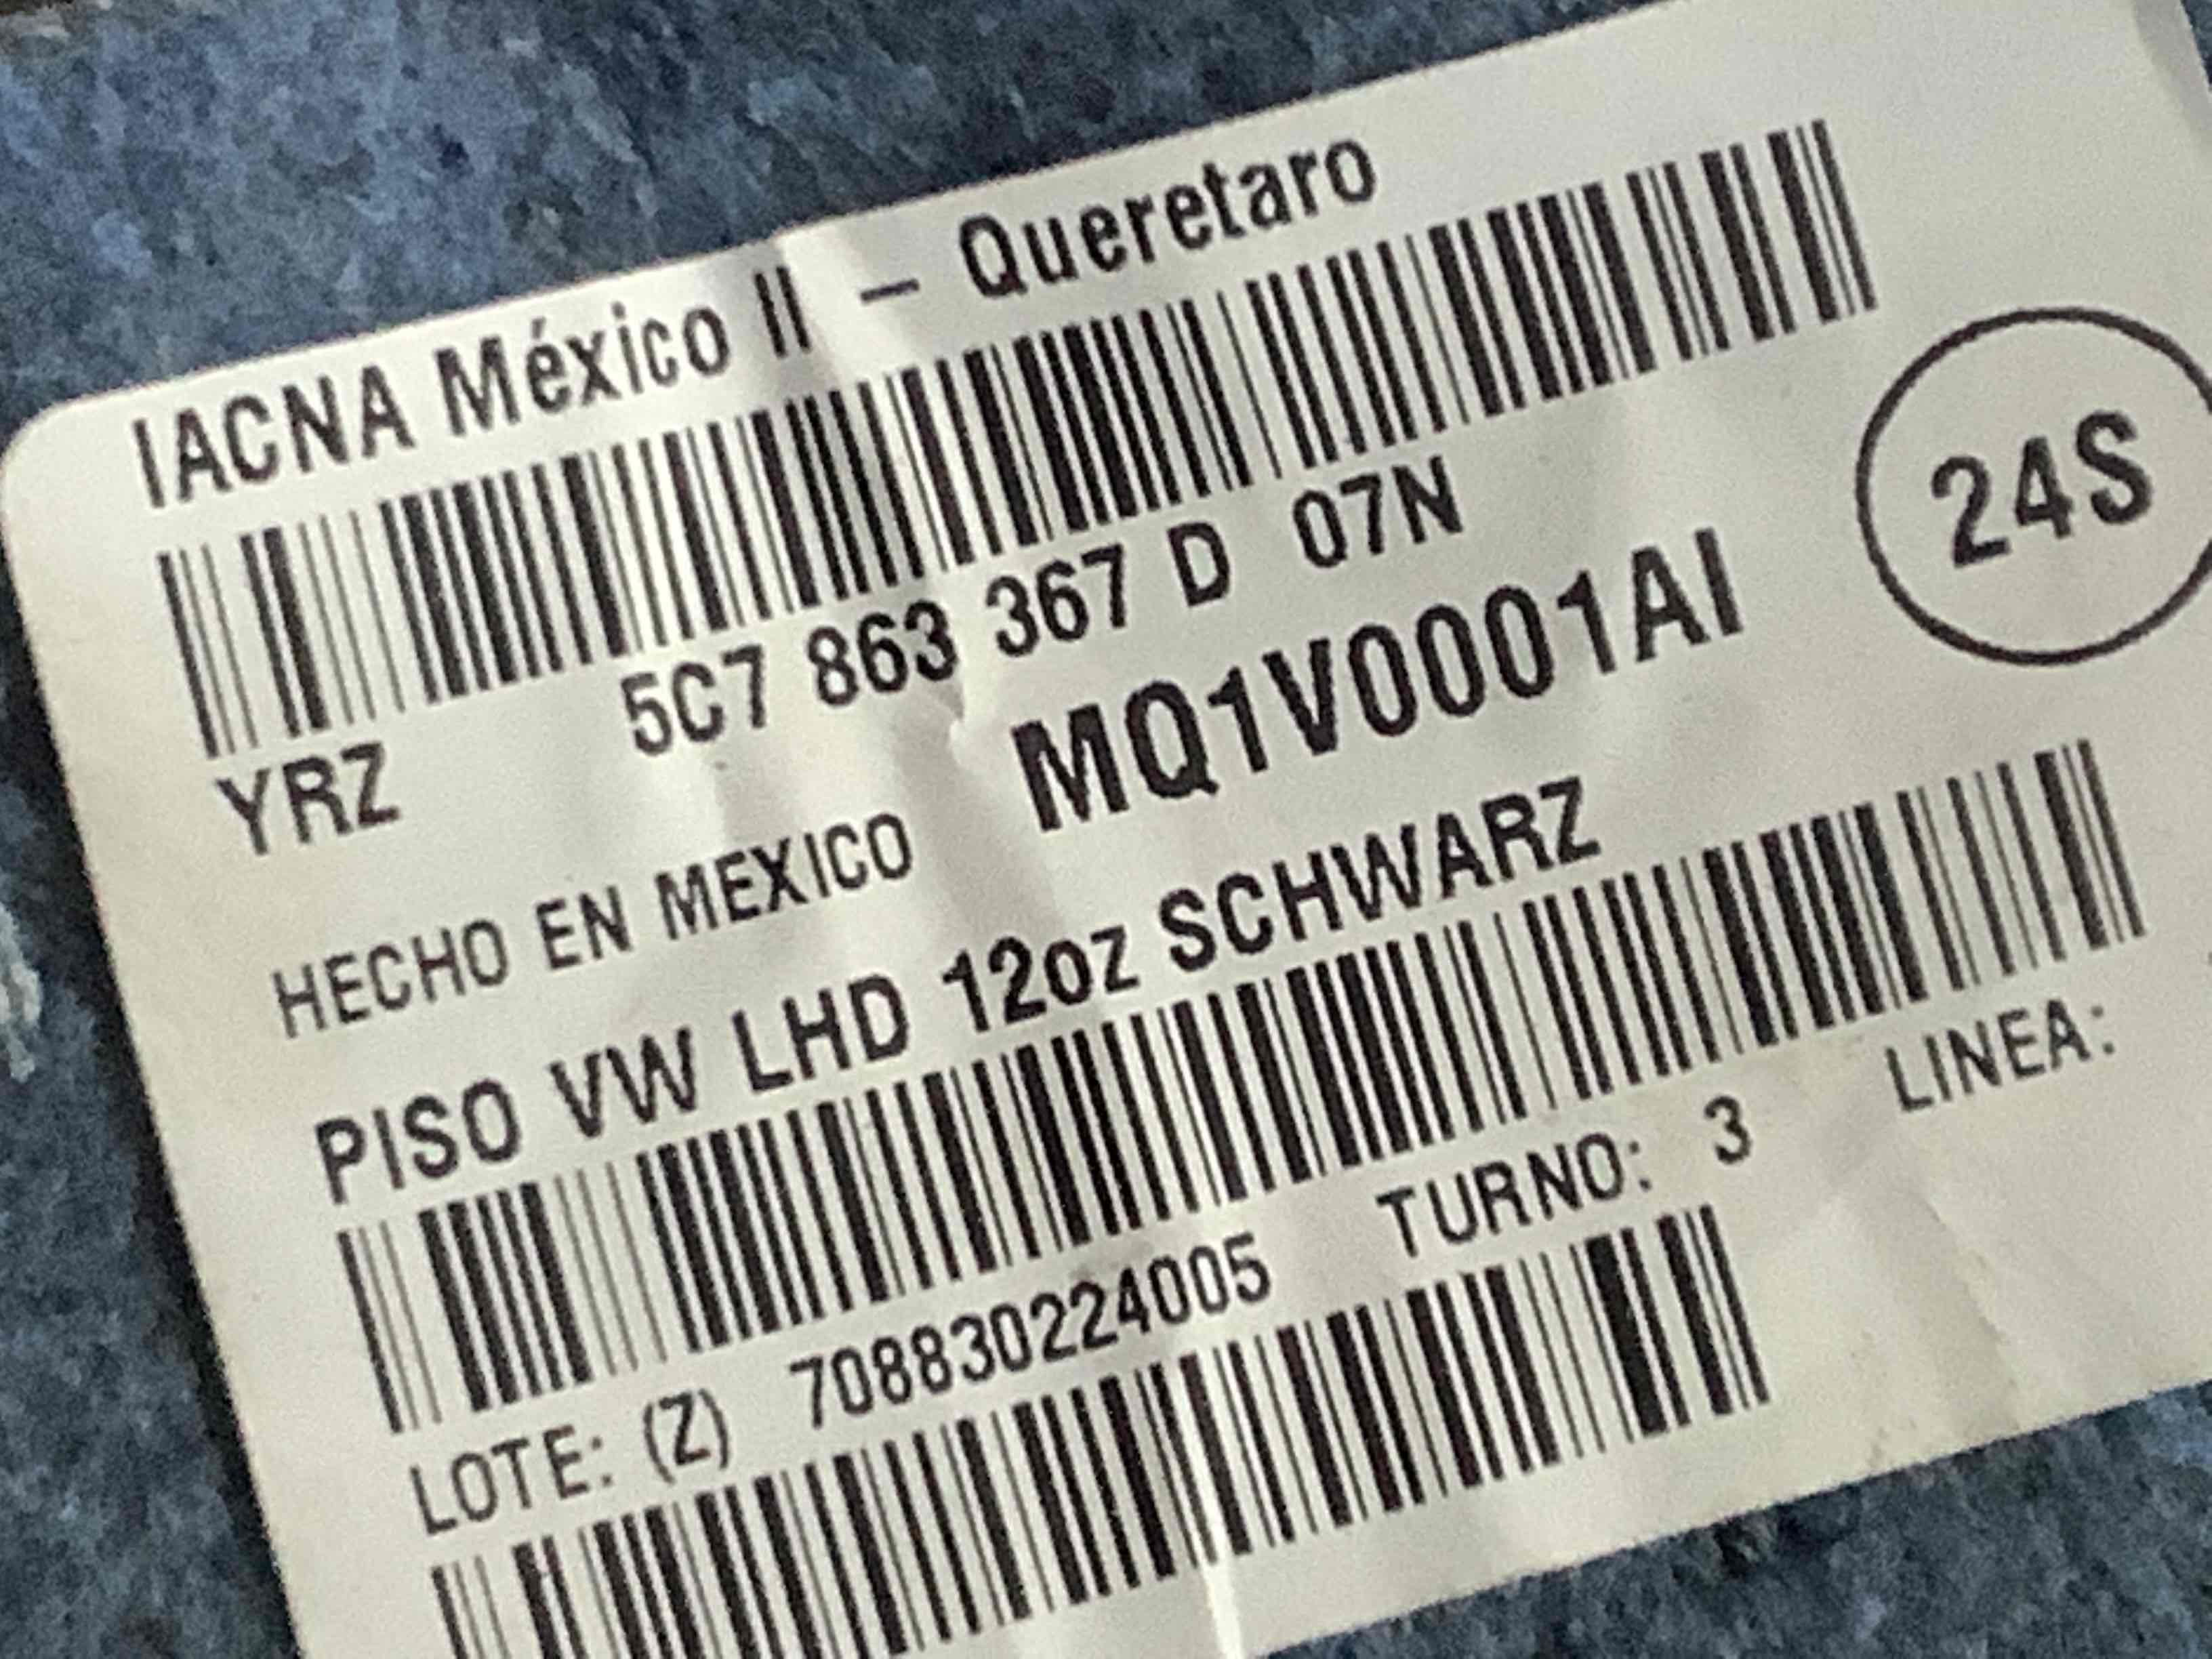 IACNA México II – Queretaro
5C7 863 367 D 07N
24S
YRZ
MQ1V0001AI
HECHO EN MEXICO
PISO VW LHD 12oz SCHWARZ
LOTE: (Z) 708830224005 TURNO: 3 LINEA: